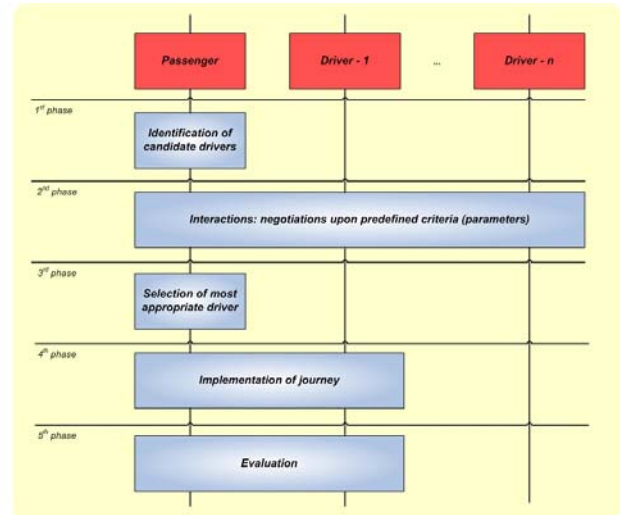 Passenger
Driver - 1
...
Driver - n
1st phase
Identification of
candidate drivers
2nd phase
Interactions: negotiations upon predefined criteria (parameters)
3rd phase
Selection of most
appropriate driver
4th phase
Implementation of journey
5th phase
Evaluation